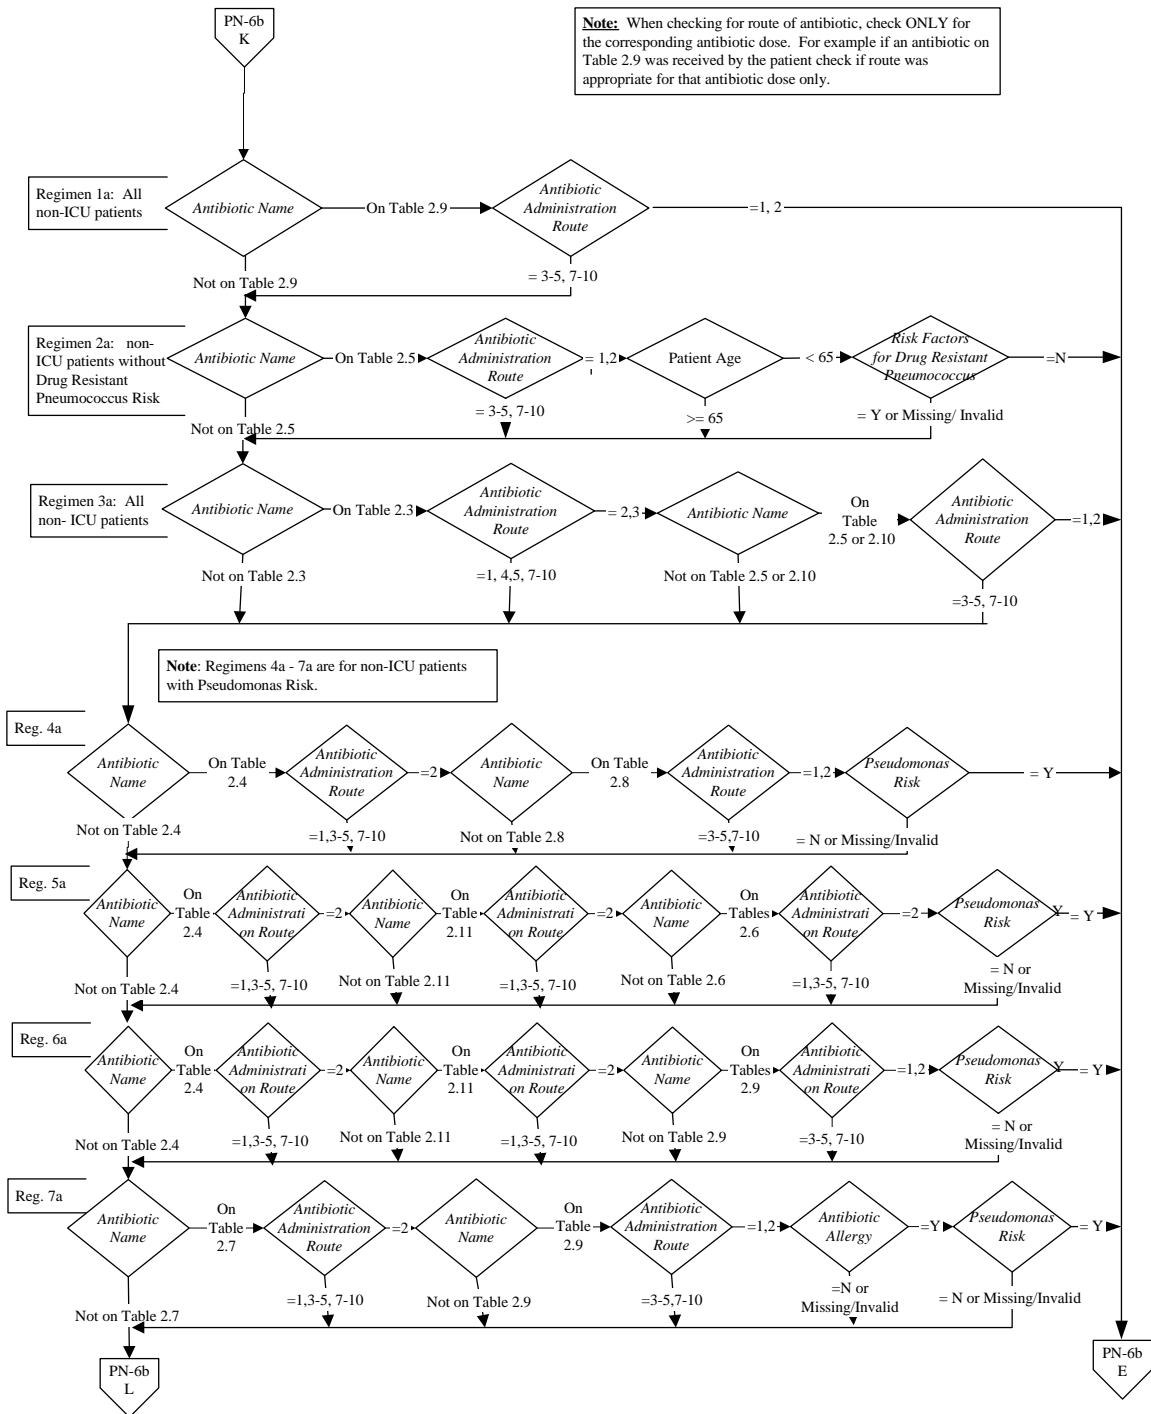 PN-6b
K
Note: When checking for route of antibiotic, check ONLY for
the corresponding antibiotic dose. For example if an antibiotic on
Table 2.9 was received by the patient check if route was
appropriate for that antibiotic dose only.
Regimen 1a: All
non-ICU patients
Antibiotic Name
On Table 2.9
Antibiotic
Administration
Route
=1, 2
Not on Table 2.9
= 3-5, 7-10
Regimen 2a: non-
ICU patients without
Drug Resistant
Pneumococcus Risk
Antibiotic Name
On Table 2.5
Antibiotic
Administration
Route
= 1,2
Patient Age
< 65
Risk Factors
for Drug Resistant
Pneumococcus
=N
Not on Table 2.5
= 3-5, 7-10
>= 65
= Y or Missing/ Invalid
Regimen 3a: All
non- ICU patients
Antibiotic Name
On Table 2.3
Antibiotic
Administration
Route
= 2,3
Antibiotic Name
On
Table
2.5 or 2.10
Antibiotic
Administration
Route
=1,2
Not on Table 2.3
=1, 4,5, 7-10
Not on Table 2.5 or 2.10
=3-5, 7-10
Note: Regimens 4a - 7a are for non-ICU patients
with Pseudomonas Risk.
Reg. 4a
Antibiotic
Name
On Table
2.4
Antibiotic
Administration
Route
=2
Antibiotic
Name
On Table
2.8
Antibiotic
Administration
Route
=1,2
Pseudomonas
Risk
= Y
Not on Table 2.4
=1,3-5, 7-10
Not on Table 2.8
=3-5,7-10
= N or Missing/Invalid
Reg. 5a
Antibiotic
Name
On
Table
2.4
Antibiotic
Administrati
on Route
=2
Antibiotic
Name
On
Table
2.11
Antibiotic
Administrati
on Route
=2
Antibiotic
Name
On
Tables
2.6
Antibiotic
Administrati
on Route
=2
Pseudomonas
Risk
Y
= Y
Not on Table 2.4
=1,3-5, 7-10
Not on Table 2.11
=1,3-5, 7-10
Not on Table 2.6
=1,3-5, 7-10
= N or
Missing/Invalid
Reg. 6a
Antibiotic
Name
On
Table
2.4
Antibiotic
Administrati
on Route
=2
Antibiotic
Name
On
Table
2.11
Antibiotic
Administrati
on Route
=2
Antibiotic
Name
On
Tables
2.9
Antibiotic
Administrati
on Route
=1,2
Pseudomonas
Risk
Y
= Y
Not on Table 2.4
=1,3-5, 7-10
Not on Table 2.11
=1,3-5, 7-10
Not on Table 2.9
=3-5, 7-10
= N or
Missing/Invalid
Reg. 7a
Antibiotic
Name
On
Table
2.7
Antibiotic
Administration
Route
=2
Antibiotic
Name
On
Table
2.9
Antibiotic
Administration
Route
=1,2
Antibiotic
Allergy
=Y
Pseudomonas
Risk
= Y
Not on Table 2.7
=1,3-5, 7-10
Not on Table 2.9
=3-5,7-10
=N or
Missing/Invalid
= N or Missing/Invalid
PN-6b
L
PN-6b
E